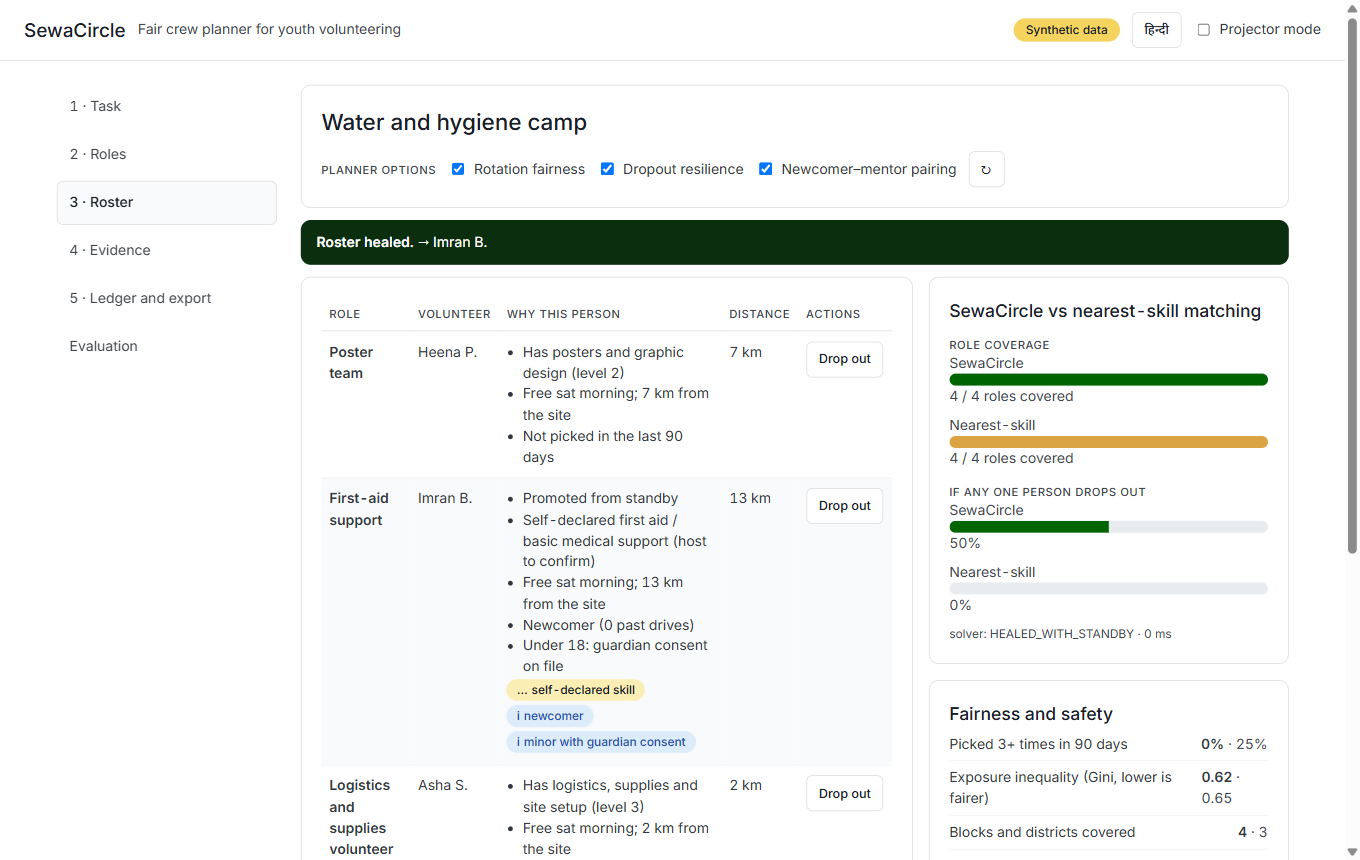 SewaCircle Fair crew planner for youth volunteering
Synthetic data
हिन्दी
Projector mode
1 · Task
2 · Roles
3 · Roster
4 · Evidence
5 · Ledger and export
Evaluation
Water and hygiene camp
PLANNER OPTIONS Rotation fairness Dropout resilience Newcomer–mentor pairing ↻
Roster healed. → Imran B.
ROLE VOLUNTEER WHY THIS PERSON DISTANCE ACTIONS
Poster
team
Heena P.
• Has posters and graphic
design (level 2)
• Free sat morning; 7 km from
the site
• Not picked in the last 90
days
7 km
Drop out
First-aid
support
Imran B.
• Promoted from standby
• Self-declared first aid /
basic medical support (host
to confirm)
• Free sat morning; 13 km
from the site
• Newcomer (0 past drives)
• Under 18: guardian consent
on file
... self-declared skill
i newcomer
i minor with guardian consent
13 km
Drop out
Logistics
and
supplies
volunteer
Asha S.
• Has logistics, supplies and
site setup (level 3)
• Free sat morning; 2 km from
the site
2 km
Drop out
SewaCircle vs nearest-skill matching
ROLE COVERAGE
SewaCircle
4 / 4 roles covered
Nearest-skill
4 / 4 roles covered
IF ANY ONE PERSON DROPS OUT
SewaCircle
50%
Nearest-skill
0%
solver: HEALED_WITH_STANDBY · 0 ms
Fairness and safety
Picked 3+ times in 90 days 0% · 25%
Exposure inequality (Gini, lower is
fairer)
0.62 ·
0.65
Blocks and districts covered 4 · 3